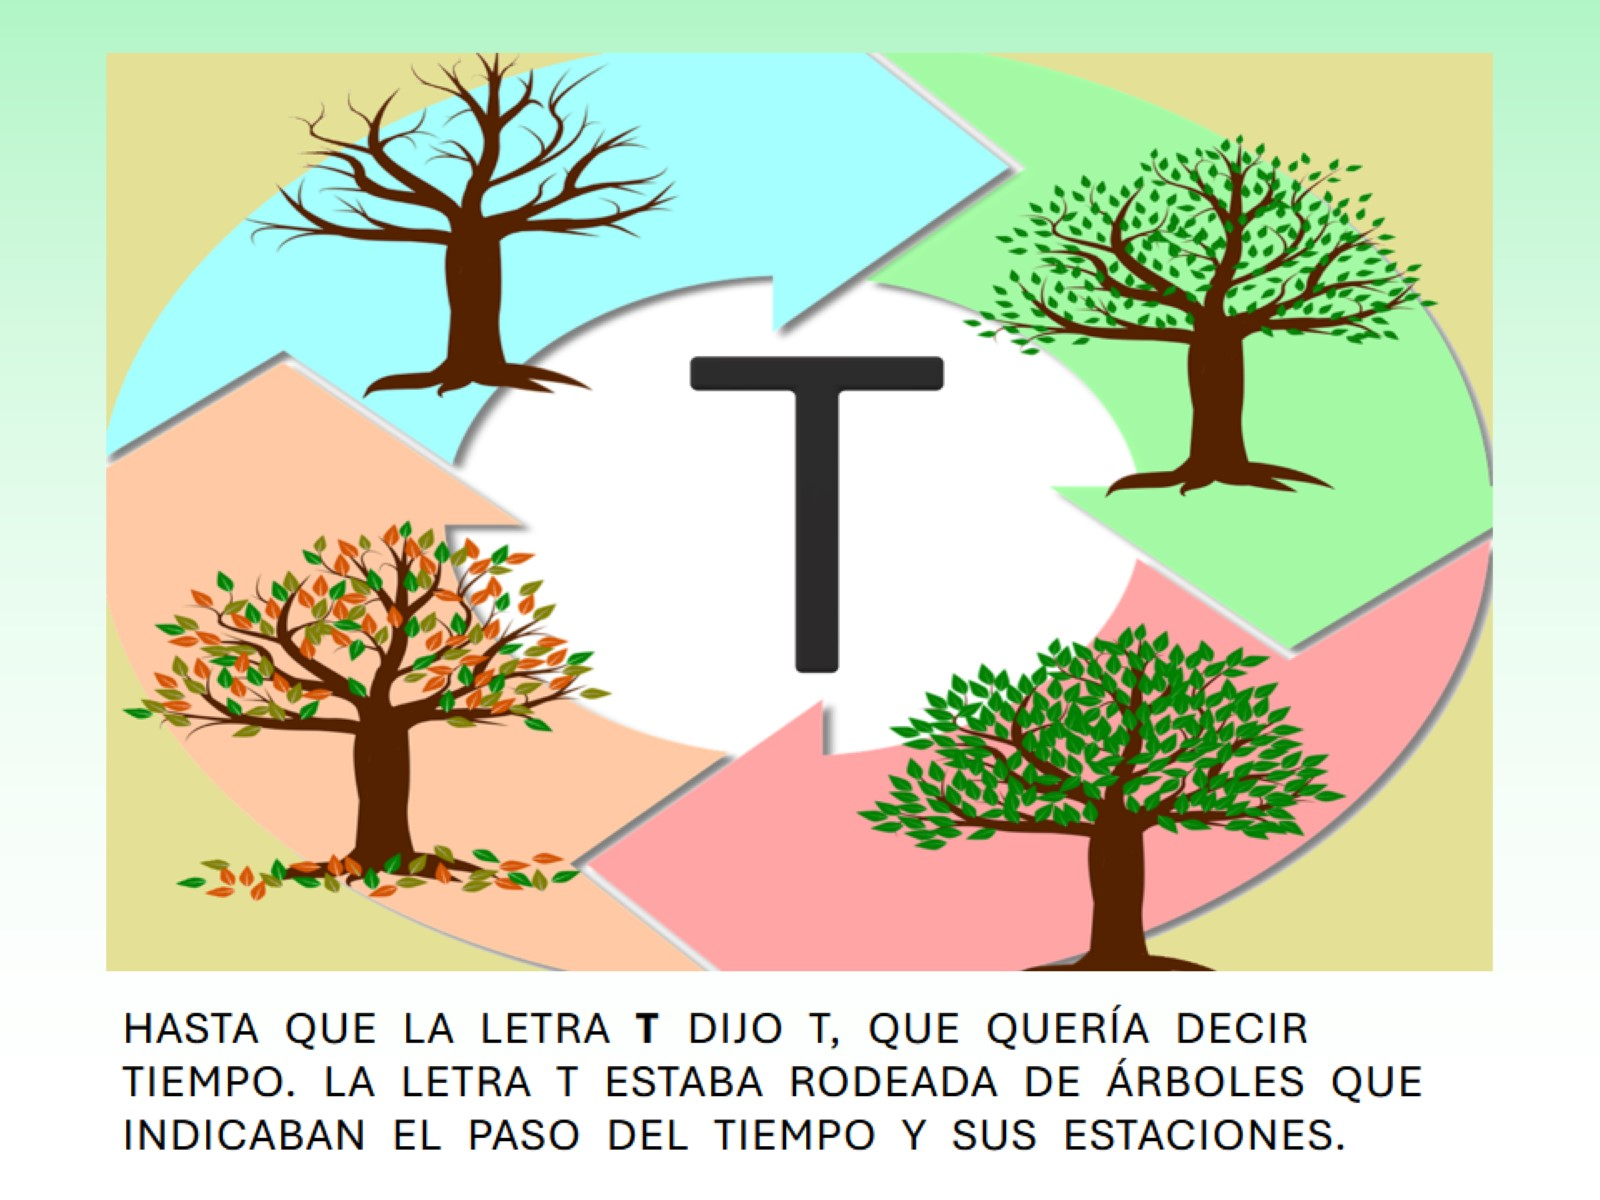 T
HASTA QUE LA LETRA T DIJO T, QUE QUERÍA DECIR
TIEMPO. LA LETRA T ESTABA RODEADA DE ÁRBOLES QUE
INDICABAN EL PASO DEL TIEMPO Y SUS ESTACIONES.